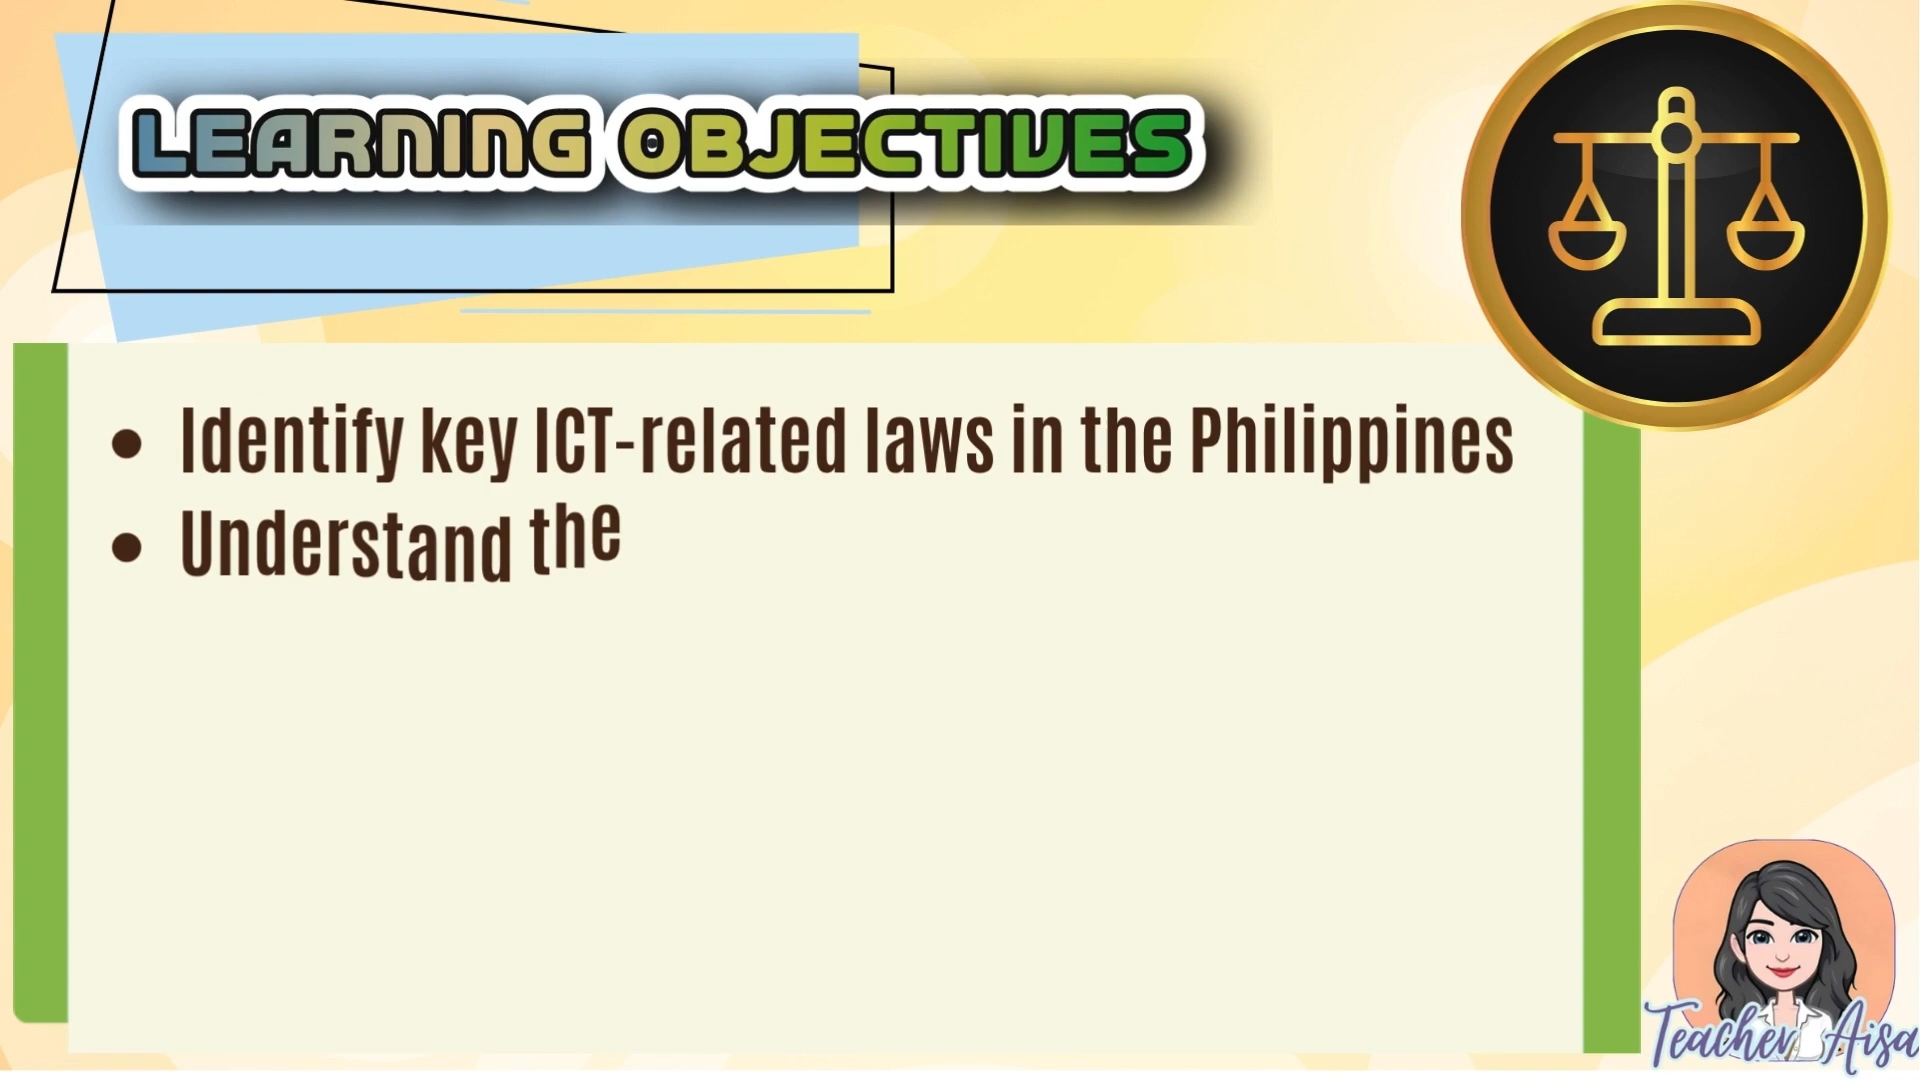 LEARNING OBJECTIVES
• Identify key ICT-related laws in the Philippines
• Understand the
Teacher Aisa